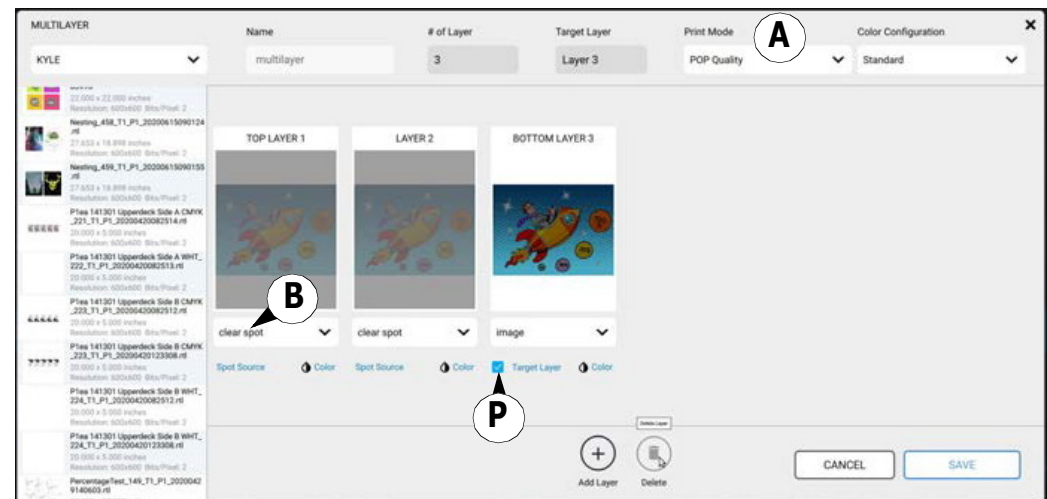 MULTILAYER
Name
# of Layer
Target Layer
Print Mode
A
Color Configuration
KYLE
multilayer
3
Layer 3
POP Quality
Standard
22.000 x 22.000 inches
Resolution: 600x600 Bits/Pixel: 2
Nesting_458_T1_P1_20200615090124
.rtl
27.653 x 18.898 inches
Resolution: 600x600 Bits/Pixel: 2
Nesting_459_T1_P1_20200615090155
.rtl
27.653 x 18.898 inches
Resolution: 600x600 Bits/Pixel: 2
P1ea 141301 Upperdeck Side A CMYK
_221_T1_P1_20200420082514.rtl
20.000 x 5.000 inches
Resolution: 600x600 Bits/Pixel: 2
P1ea 141301 Upperdeck Side A WHT_
222_T1_P1_20200420082513.rtl
20.000 x 5.000 inches
Resolution: 600x600 Bits/Pixel: 2
P1ea 141301 Upperdeck Side B CMYK
_223_T1_P1_20200420082512.rtl
20.000 x 5.000 inches
Resolution: 600x600 Bits/Pixel: 2
P1ea 141301 Upperdeck Side B CMYK
_223_T1_P1_20200420123308.rtl
20.000 x 5.000 inches
Resolution: 600x600 Bits/Pixel: 2
P1ea 141301 Upperdeck Side B WHT_
224_T1_P1_20200420082512.rtl
20.000 x 5.000 inches
Resolution: 600x600 Bits/Pixel: 2
P1ea 141301 Upperdeck Side B WHT_
224_T1_P1_20200420123308.rtl
20.000 x 5.000 inches
Resolution: 600x600 Bits/Pixel: 2
PercentageTest_149_T1_P1_2020042
9140603.rtl
TOP LAYER 1
LAYER 2
BOTTOM LAYER 3
B
clear spot
clear spot
image
Spot Source
Color
Spot Source
Color
Target Layer
Color
P
Delete Layer
Add Layer
Delete
CANCEL
SAVE